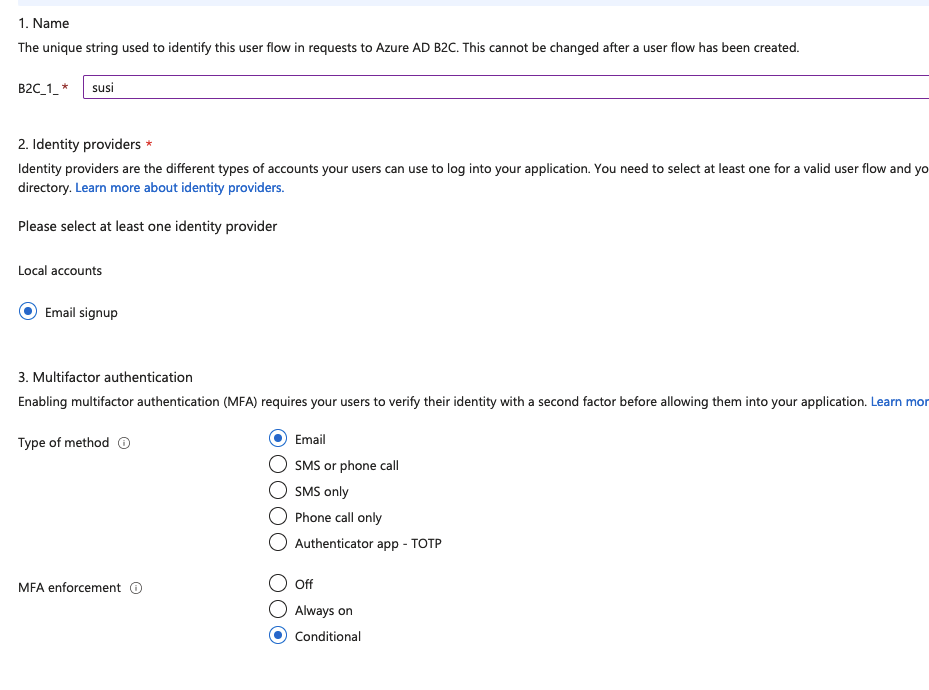 1. Name
The unique string used to identify this user flow in requests to Azure AD B2C. This cannot be changed after a user flow has been created.
B2C_1_ * susi
2. Identity providers *
Identity providers are the different types of accounts your users can use to log into your application. You need to select at least one for a valid user flow and yo
directory. Learn more about identity providers.
Please select at least one identity provider
Local accounts
Email signup
3. Multifactor authentication
Enabling multifactor authentication (MFA) requires your users to verify their identity with a second factor before allowing them into your application. Learn mor
Type of method
Email
SMS or phone call
SMS only
Phone call only
Authenticator app - TOTP
MFA enforcement
Off
Always on
Conditional